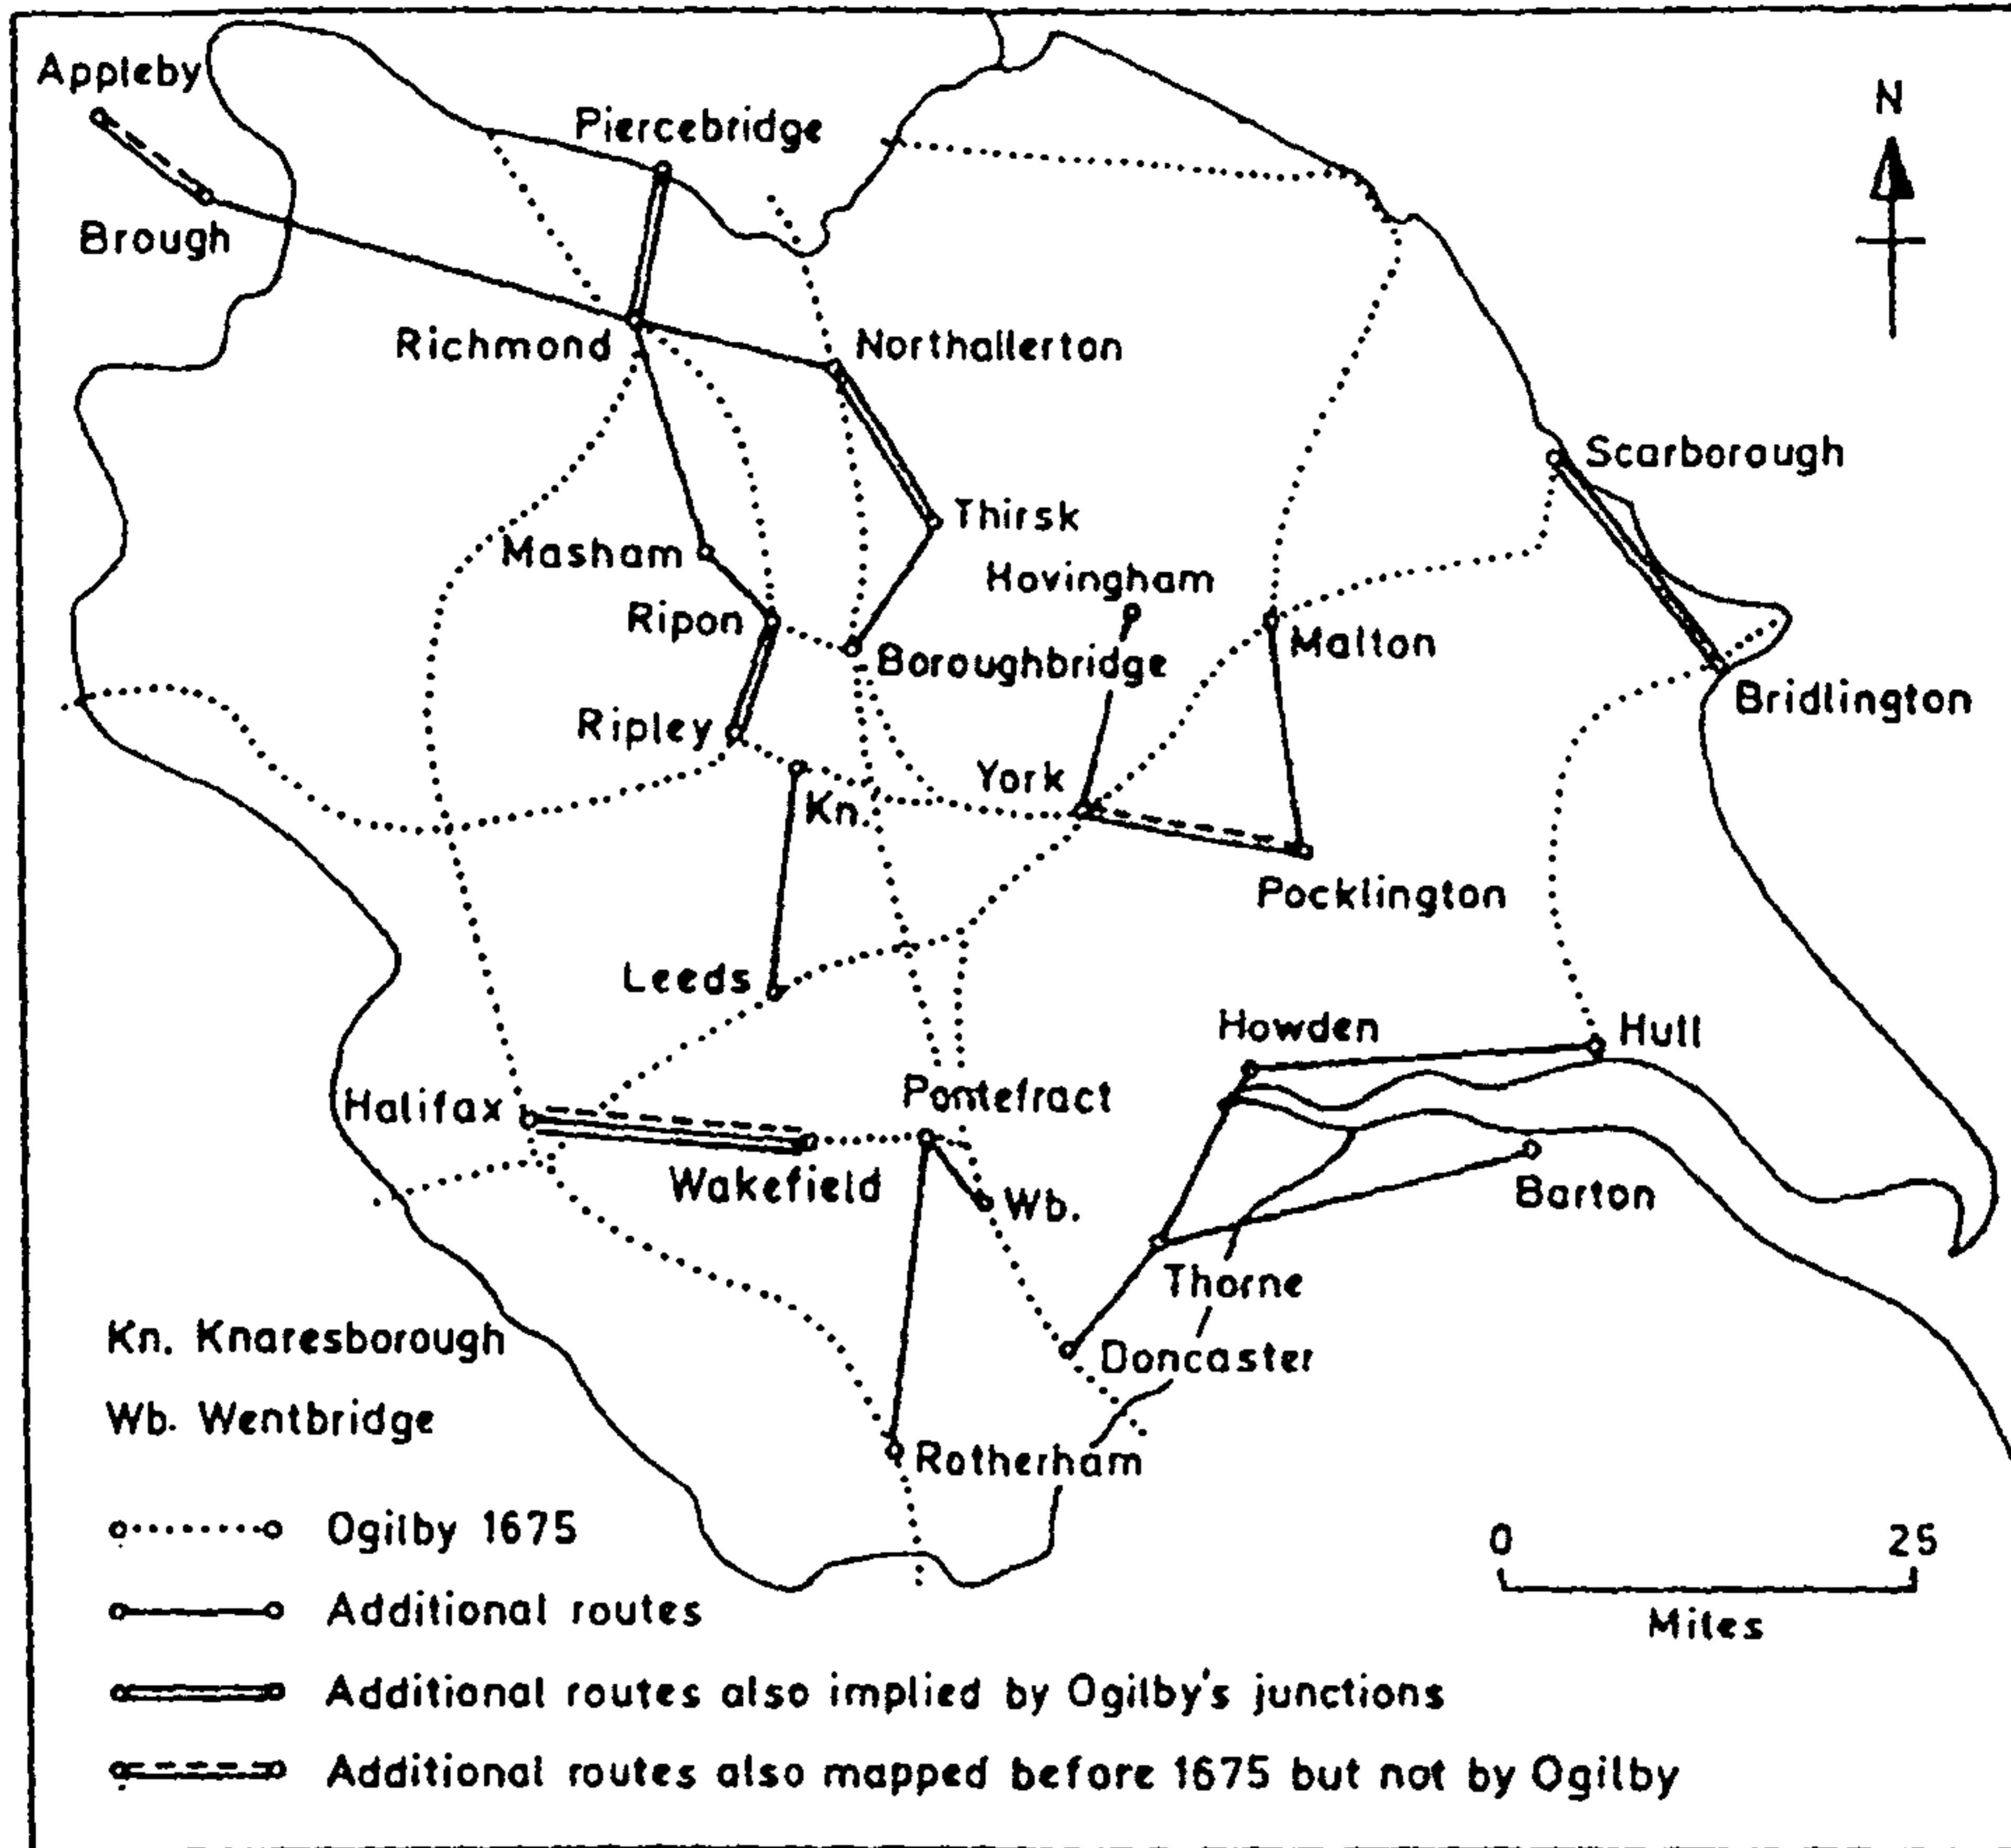 Appleby
Piercebridge
N
Brough
Richmond
Northallerton
Scarborough
Thirsk
Masham
Hovingham
Ripon
Malton
Boroughbridge
Bridlington
Ripley
York
Kn.
Pocklington
Leeds
Howden
Hull
Pontefract
Halifax
Wakefield
Wb.
Barton
Thorne
Kn. Knaresborough
Doncaster
Wb. Wentbridge
Rotherham
Ogilby 1675
0 25
Miles
Additional routes
Additional routes also implied by Ogilby's junctions
Additional routes also mapped before 1675 but not by Ogilby